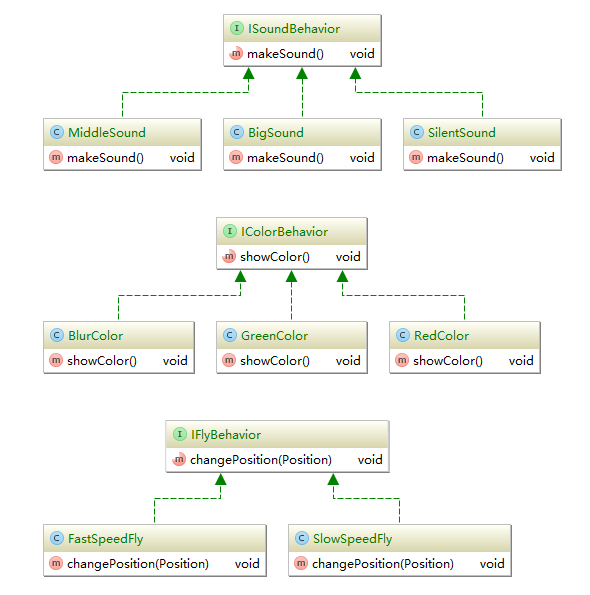 I ISoundBehavior
m makeSound() void
C MiddleSound C BigSound C SilentSound
m makeSound() void m makeSound() void m makeSound() void
I IColorBehavior
m showColor() void
C BlurColor C GreenColor C RedColor
m showColor() void m showColor() void m showColor() void
I IFlyBehavior
m changePosition(Position) void
C FastSpeedFly C SlowSpeedFly
m changePosition(Position) void m changePosition(Position) void